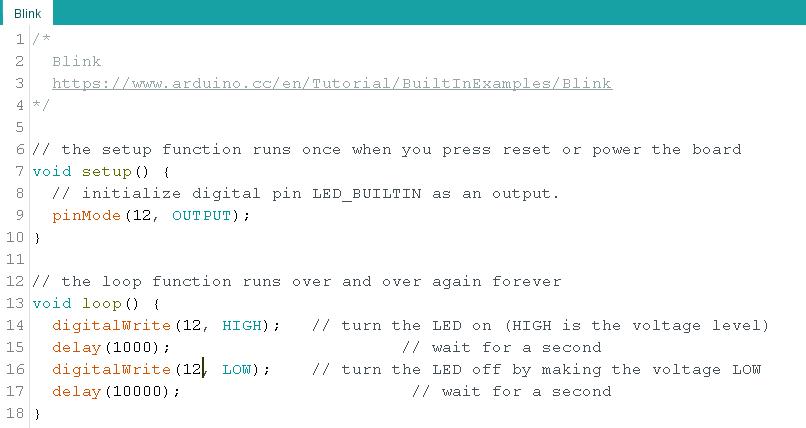 Blink
1 /*
2   Blink
3   https://www.arduino.cc/en/Tutorial/BuiltInExamples/Blink
4 */
5
6 // the setup function runs once when you press reset or power the board
7 void setup() {
8   // initialize digital pin LED_BUILTIN as an output.
9   pinMode(12, OUTPUT);
10 }
11
12 // the loop function runs over and over again forever
13 void loop() {
14   digitalWrite(12, HIGH);   // turn the LED on (HIGH is the voltage level)
15   delay(1000);                       // wait for a second
16   digitalWrite(12, LOW);    // turn the LED off by making the voltage LOW
17   delay(10000);                       // wait for a second
18 }